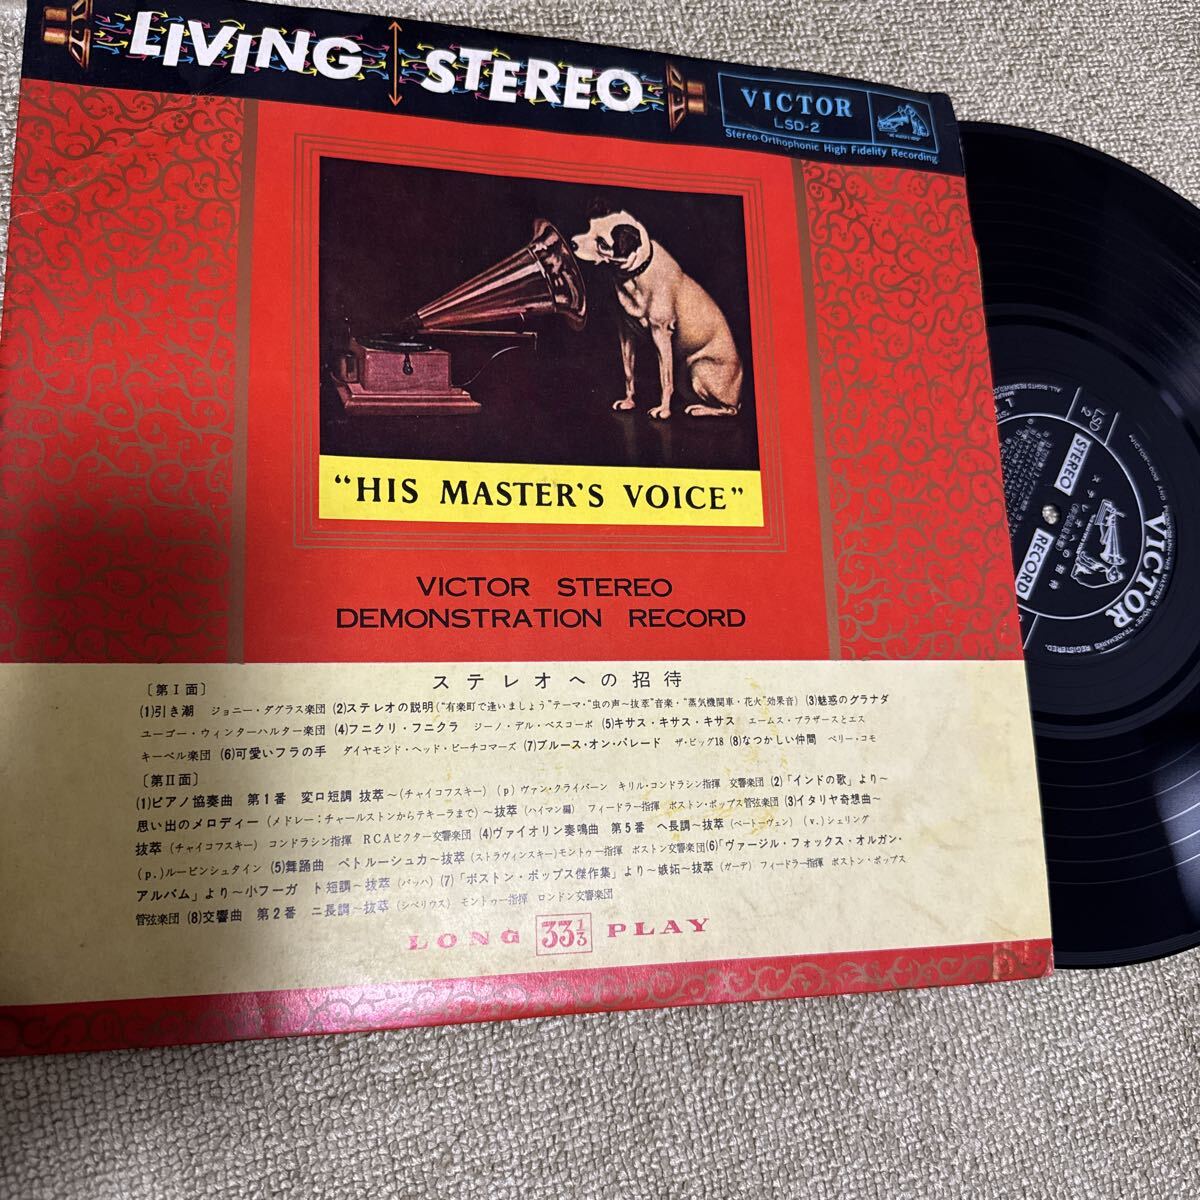 LIVING STEREO
VICTOR
LSD-2
Stereo-Orthophonic High Fidelity Recording
"HIS MASTER'S VOICE"
VICTOR STEREO
DEMONSTRATION RECORD
ステレオへの招待
〔第Ⅰ面〕
(1)引き潮 ジョニー・ダグラス楽団 (2)ステレオの説明("有楽町で逢いましょう"テーマ・"虫の声〜抜萃"音楽・"蒸気機関車・花火"効果音) (3)魅惑のグラナダ
ユーゴー・ウィンターハルター楽団 (4)フニクリ・フニクラ ジーノ・デル・ベスコーボ (5)キサス・キサス・キサス エームス・ブラザースとエス
キーベル楽団 (6)可愛いフラの手 ダイヤモンド・ヘッド・ビーチコマーズ (7)ブルース・オン・パレード ザ・ビッグ18 (8)なつかしい仲間 ペリー・コモ
〔第Ⅱ面〕
(1)ピアノ協奏曲 第1番 変ロ短調 抜萃〜(チャイコフスキー) (p) ヴァン・クライバーン キリル・コンドラシン指揮 交響楽団 (2)「インドの歌」より〜
思い出のメロディー (メドレー:チャールストンからテキーラまで) 〜抜萃 (ハイマン編) フィードラー指揮 ボストン・ポップス管弦楽団 (3)イタリヤ奇想曲〜
抜萃 (チャイコフスキー) コンドラシン指揮 RCAビクター交響楽団 (4)ヴァイオリン奏鳴曲 第5番 ヘ長調〜抜萃 (ベートーヴェン) (v.) シェリング
(p.)ルービンシュタイン (5)舞踊曲 ペトルーシュカ〜抜萃 (ストラヴィンスキー) モントゥー指揮 ボストン交響楽団 (6)「ヴァージル・フォックス・オルガン・
アルバム」より〜小フーガ ト短調〜抜萃 (バッハ) (7)「ボストン・ポップス傑作集」より〜嫉妬〜抜萃 (ガーデ) フィードラー指揮 ボストン・ポップス
管弦楽団 (8)交響曲 第2番 ニ長調〜抜萃 (シベリウス) モントゥー指揮 ロンドン交響楽団
LONG 33⅓ PLAY
VICTOR
STEREO
RECORD
LSD-2
ステレオへの招待